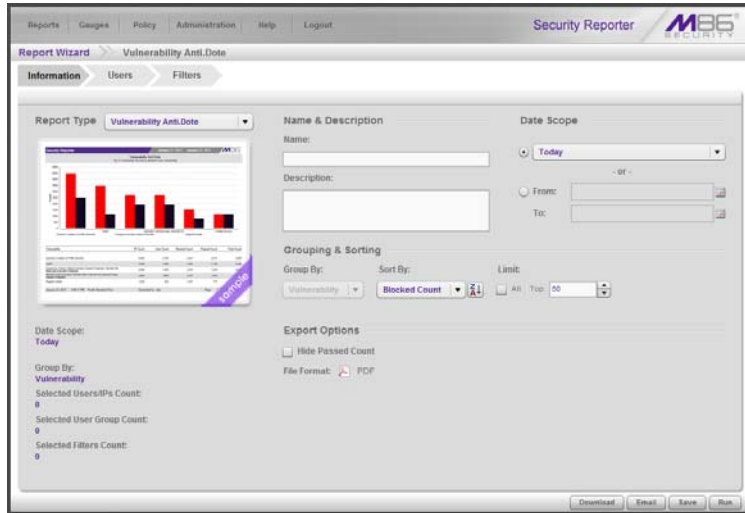 Reports Gauges Policy Administration Help Logout
Security Reporter
M86 SECURITY
Report Wizard Vulnerability Anti.Dote
Information Users Filters
Report Type Vulnerability Anti.Dote
Security Reporter
sample
Date Scope:
Today
Group By:
Vulnerability
Selected Users/IPs Count:
0
Selected User Group Count:
0
Selected Filters Count:
0
Name & Description
Name:
Description:
Date Scope
Today
- or -
From:
To:
Grouping & Sorting
Group By: Sort By: Limit:
Vulnerability Blocked Count All Top 50
Export Options
Hide Passed Count
File Format: PDF
Download Email Save Run